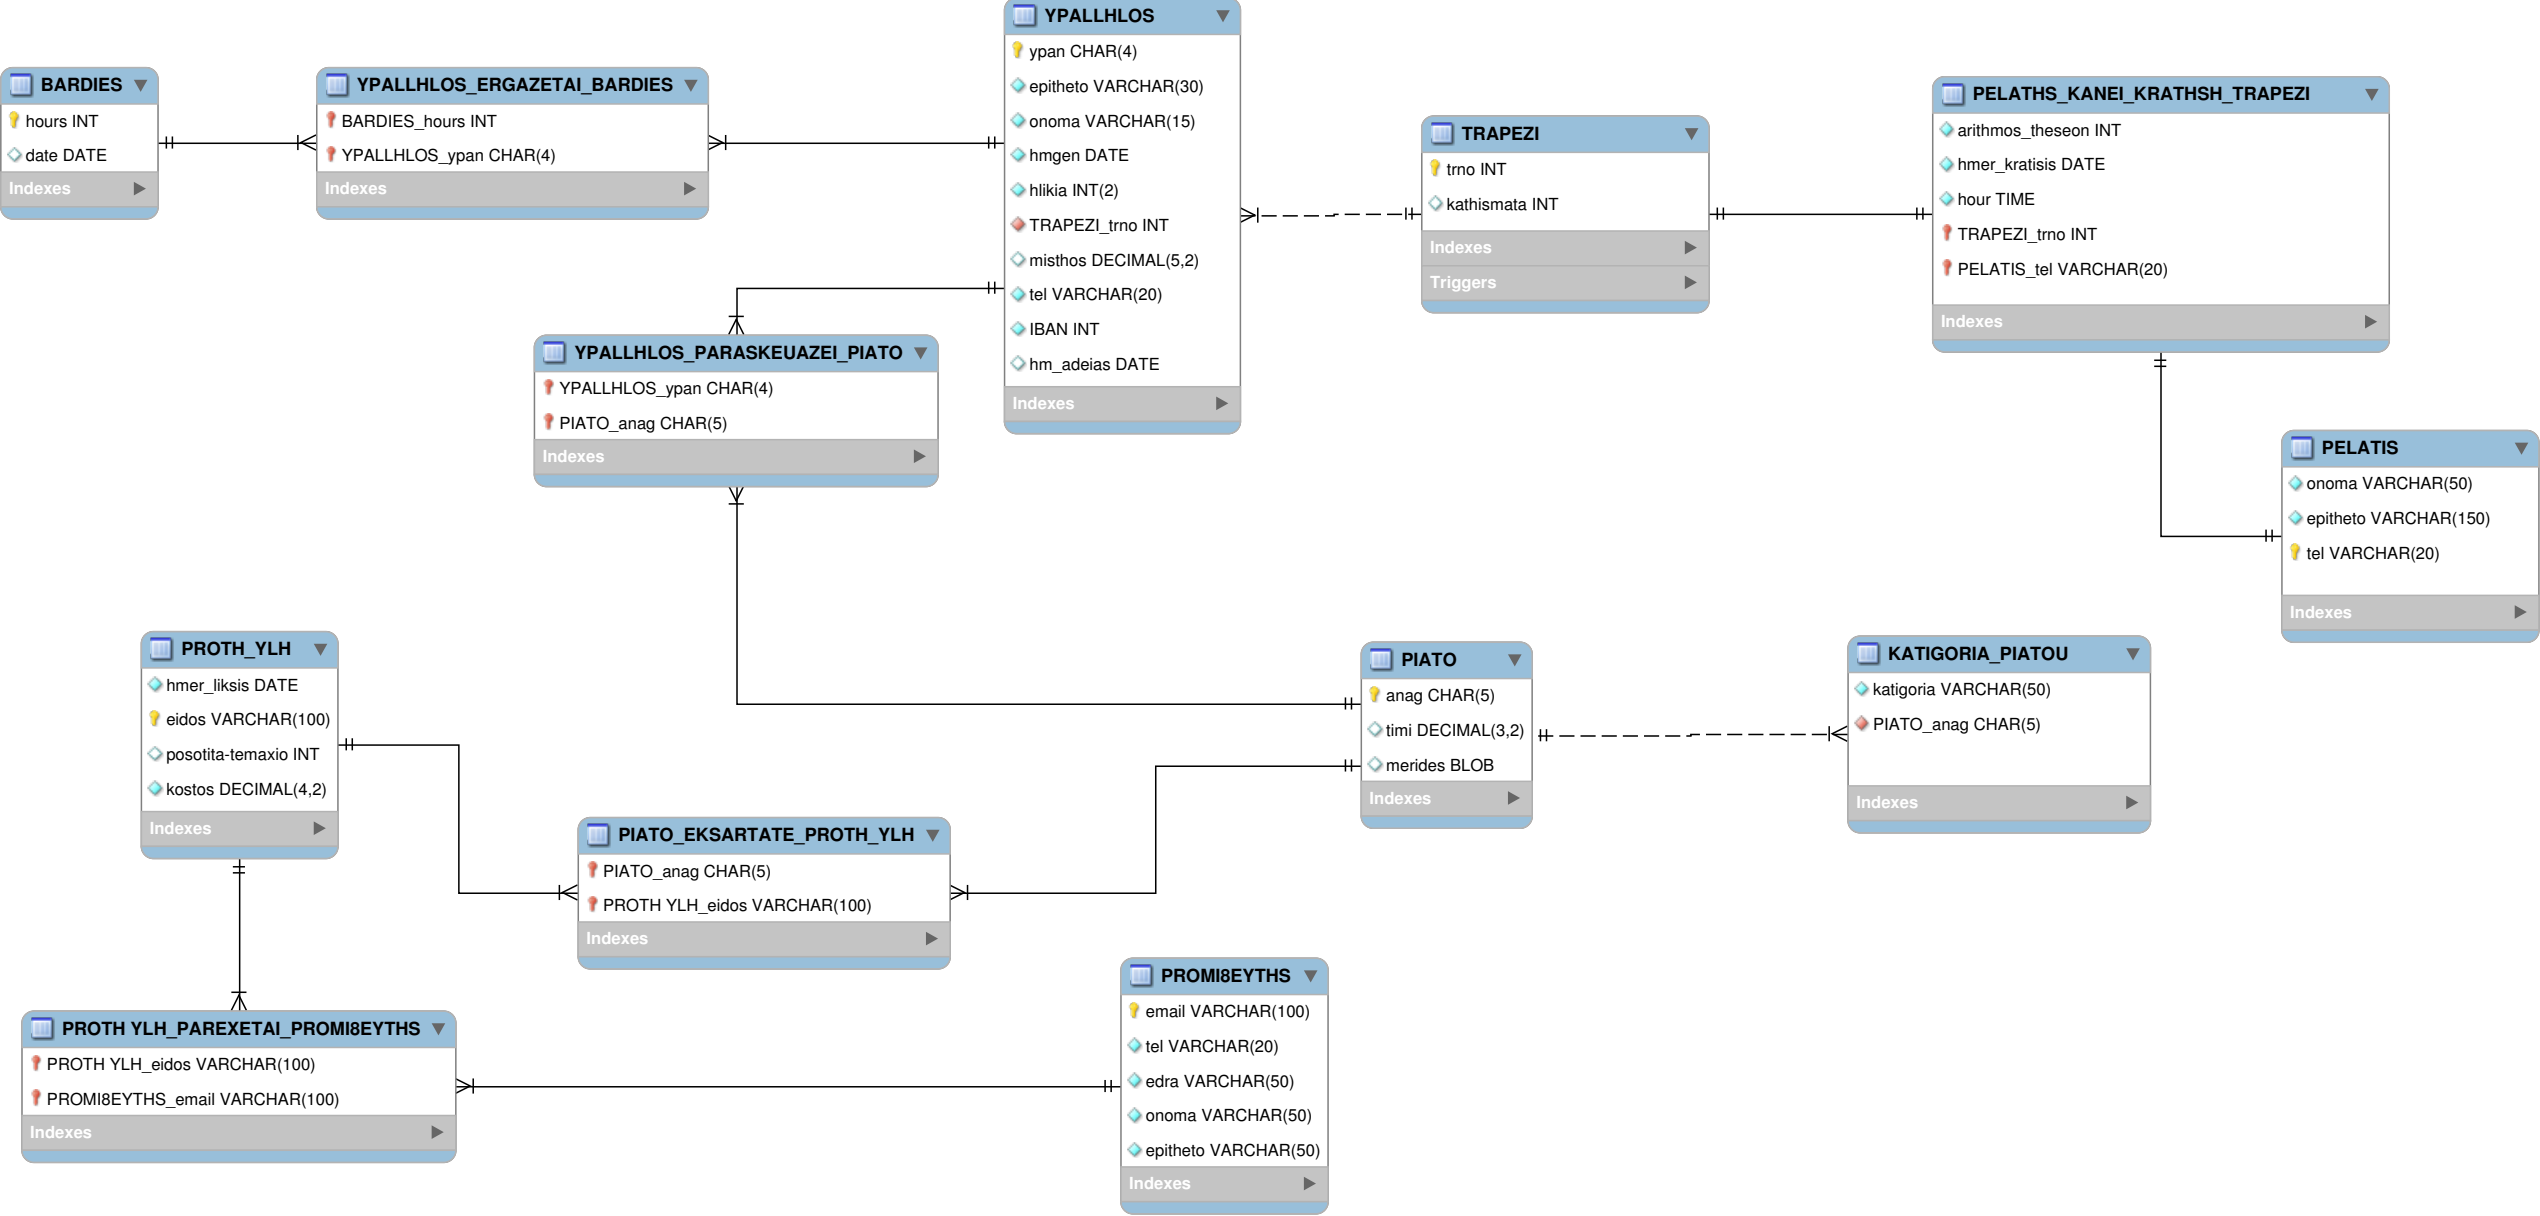 YPALLHLOS
ypan CHAR(4)
epitheto VARCHAR(30)
onoma VARCHAR(15)
hmgen DATE
hlikia INT(2)
TRAPEZI_trno INT
misthos DECIMAL(5,2)
tel VARCHAR(20)
IBAN INT
hm_adeias DATE
Indexes
BARDIES
hours INT
date DATE
Indexes
YPALLHLOS_ERGAZETAI_BARDIES
BARDIES_hours INT
YPALLHLOS_ypan CHAR(4)
Indexes
TRAPEZI
trno INT
kathismata INT
Indexes
Triggers
PELATHS_KANEI_KRATHSH_TRAPEZI
arithmos_theseon INT
hmer_kratisis DATE
hour TIME
TRAPEZI_trno INT
PELATIS_tel VARCHAR(20)
Indexes
YPALLHLOS_PARASKEUAZEI_PIATO
YPALLHLOS_ypan CHAR(4)
PIATO_anag CHAR(5)
Indexes
PELATIS
onoma VARCHAR(50)
epitheto VARCHAR(150)
tel VARCHAR(20)
Indexes
PROTH_YLH
hmer_liksis DATE
eidos VARCHAR(100)
posotita-temaxio INT
kostos DECIMAL(4,2)
Indexes
PIATO
anag CHAR(5)
timi DECIMAL(3,2)
merides BLOB
Indexes
KATIGORIA_PIATOU
katigoria VARCHAR(50)
PIATO_anag CHAR(5)
Indexes
PIATO_EKSARTATE_PROTH_YLH
PIATO_anag CHAR(5)
PROTH YLH_eidos VARCHAR(100)
Indexes
PROMI8EYTHS
email VARCHAR(100)
tel VARCHAR(20)
edra VARCHAR(50)
onoma VARCHAR(50)
epitheto VARCHAR(50)
Indexes
PROTH YLH_PAREXETAI_PROMI8EYTHS
PROTH YLH_eidos VARCHAR(100)
PROMI8EYTHS_email VARCHAR(100)
Indexes